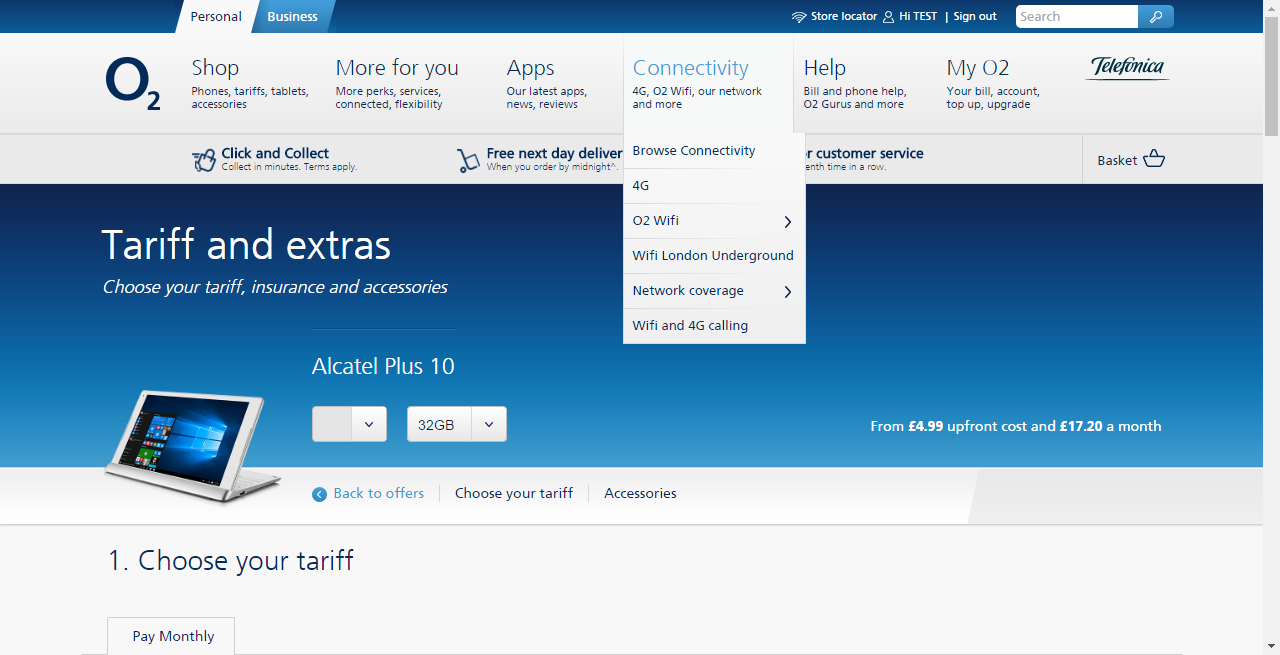 Personal
Business
Store locator
Hi TEST | Sign out
Search
O2
Shop
Phones, tariffs, tablets,
accessories
More for you
More perks, services,
connected, flexibility
Apps
Our latest apps,
news, reviews
Connectivity
4G, O2 Wifi, our network
and more
Help
Bill and phone help,
O2 Gurus and more
My O2
Your bill, account,
top up, upgrade
Telefónica
Click and Collect
Collect in minutes. Terms apply.
Free next day deliver
When you order by midnight^.
r customer service
enth time in a row.
Basket
Browse Connectivity
4G
O2 Wifi
Wifi London Underground
Network coverage
Wifi and 4G calling
Tariff and extras
Choose your tariff, insurance and accessories
Alcatel Plus 10
32GB
From £4.99 upfront cost and £17.20 a month
Back to offers
Choose your tariff
Accessories
1. Choose your tariff
Pay Monthly